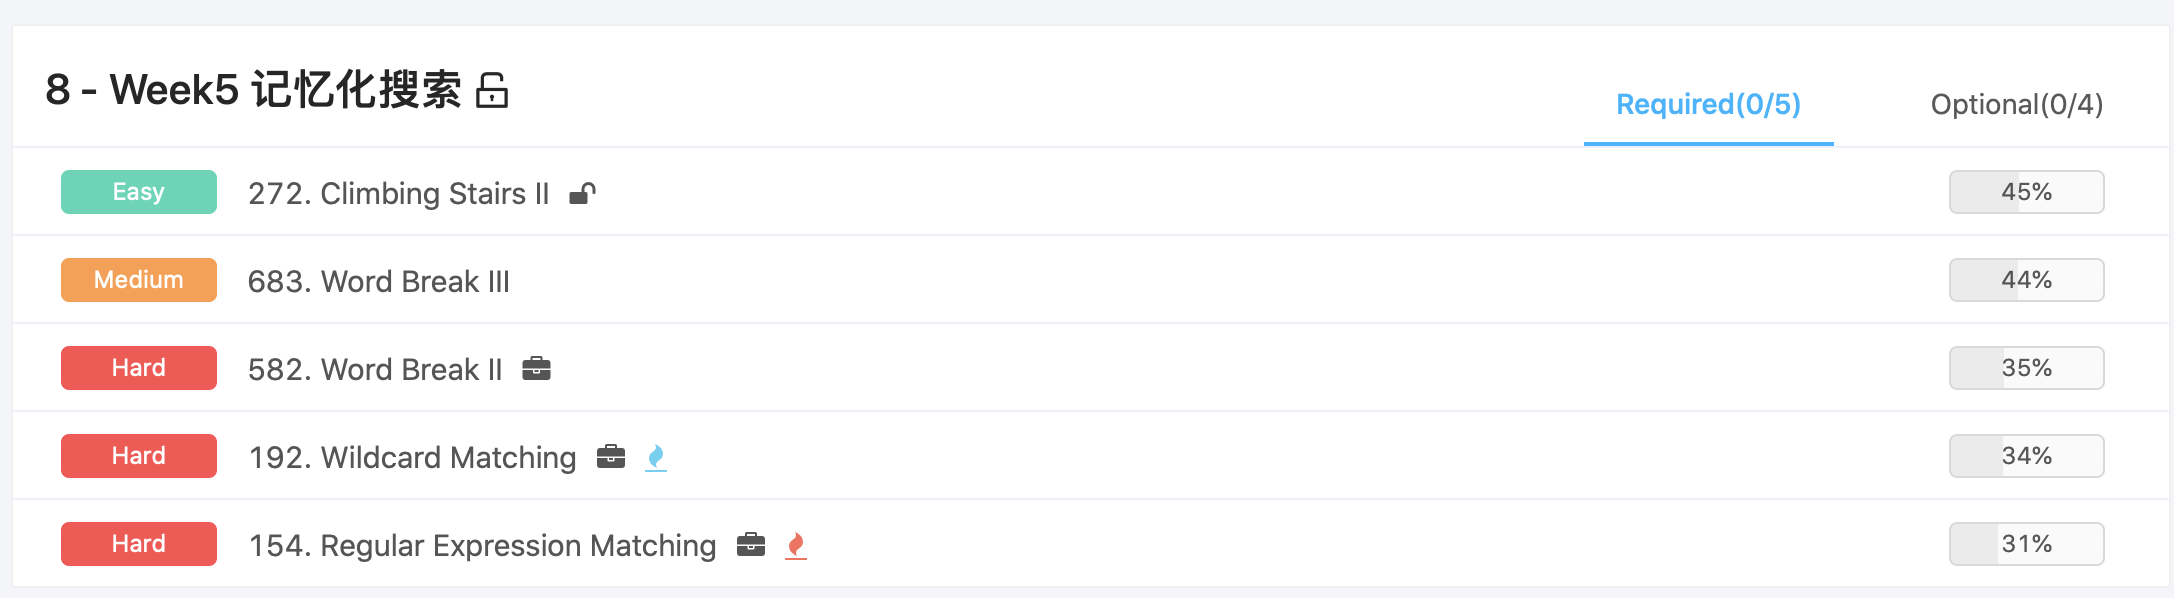 8 - Week5 记忆化搜索
Required(0/5) Optional(0/4)
Easy 272. Climbing Stairs II 45%
Medium 683. Word Break III 44%
Hard 582. Word Break II 35%
Hard 192. Wildcard Matching 34%
Hard 154. Regular Expression Matching 31%